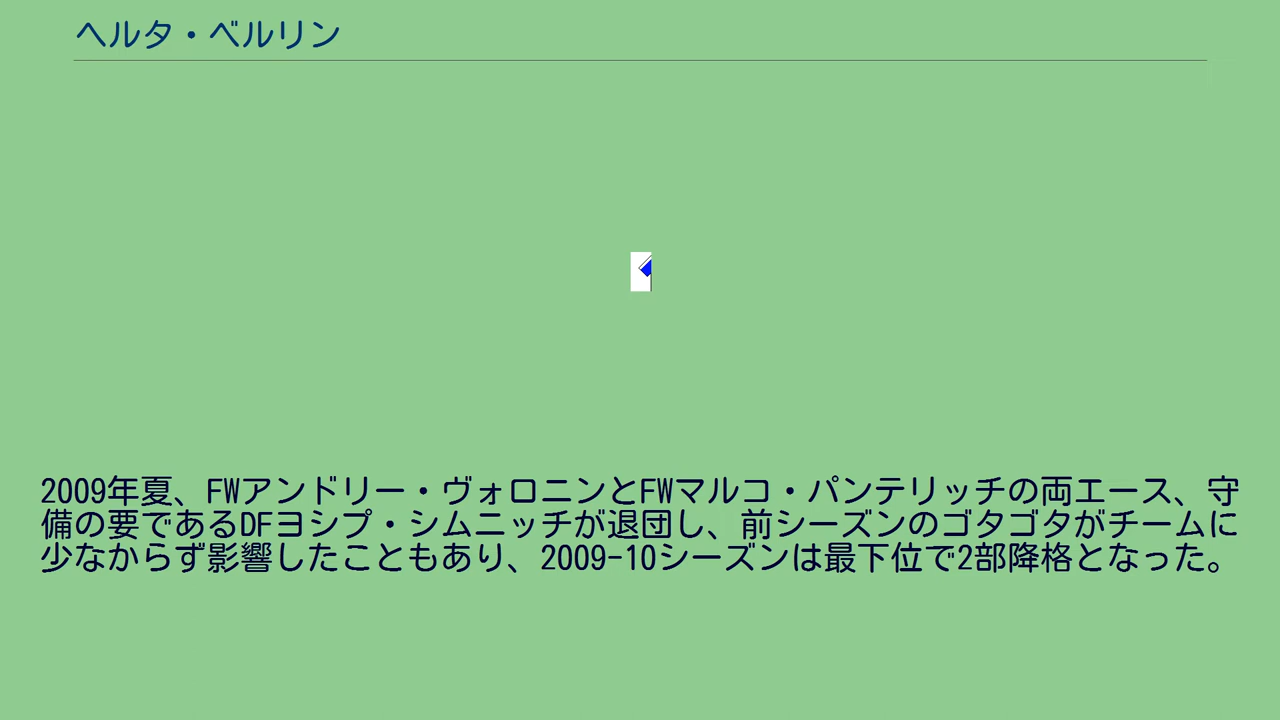 ヘルタ・ベルリン
2009年夏、FWアンドリー・ヴォロニンとFWマルコ・パンテリッチの両エース、守
備の要であるDFヨシプ・シムニッチが退団し、前シーズンのゴタゴタがチームに
少なからず影響したこともあり、2009-10シーズンは最下位で2部降格となった。